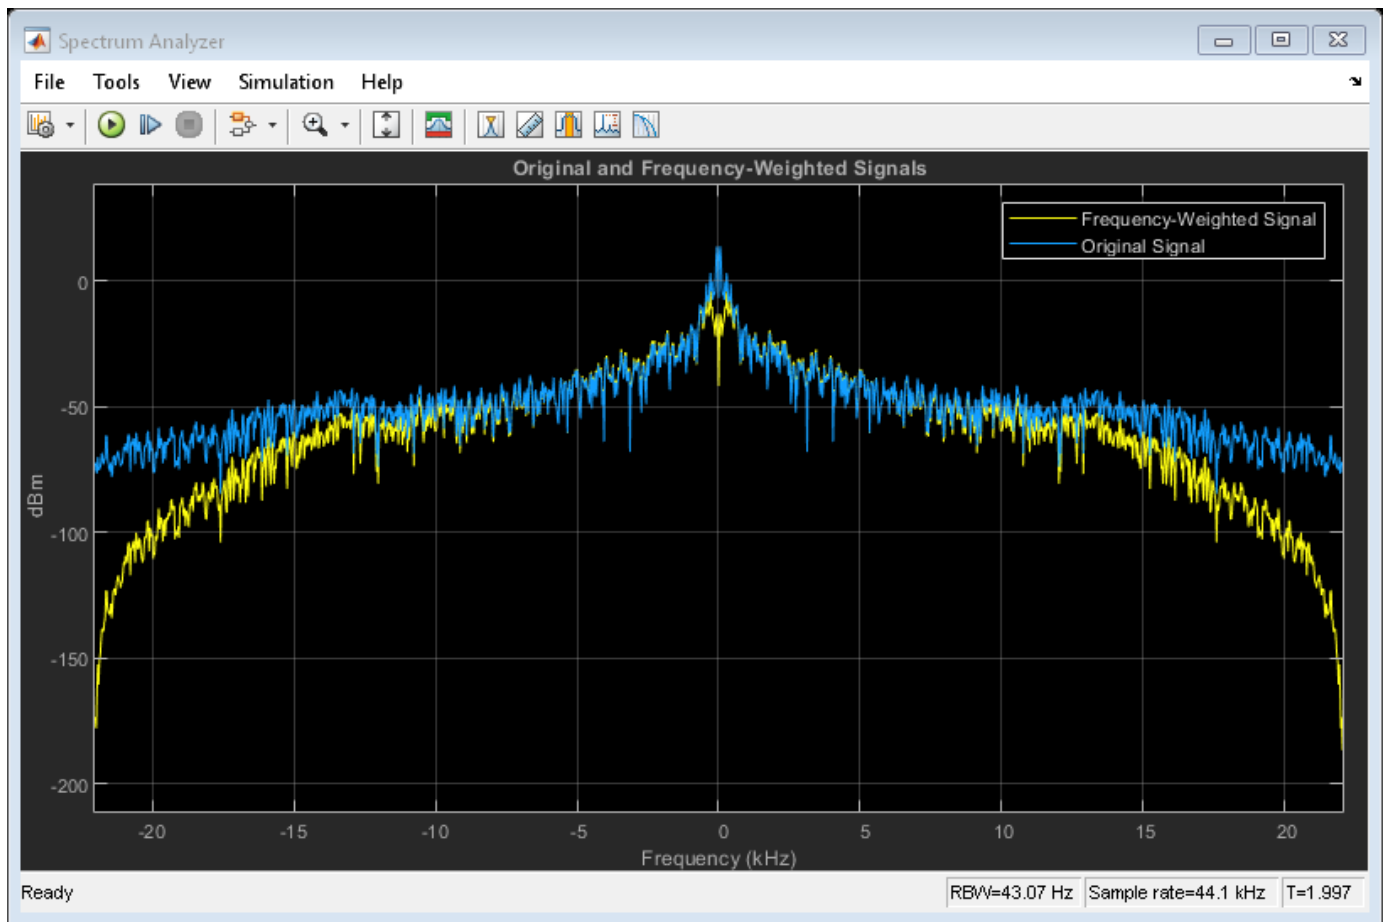 Spectrum Analyzer
File Tools View Simulation Help
Original and Frequency-Weighted Signals
Frequency-Weighted Signal
Original Signal
0
-50
-100
-150
-200
dBm
-20 -15 -10 -5 0 5 10 15 20
Frequency (kHz)
Ready RBW=43.07 Hz Sample rate=44.1 kHz T=1.997